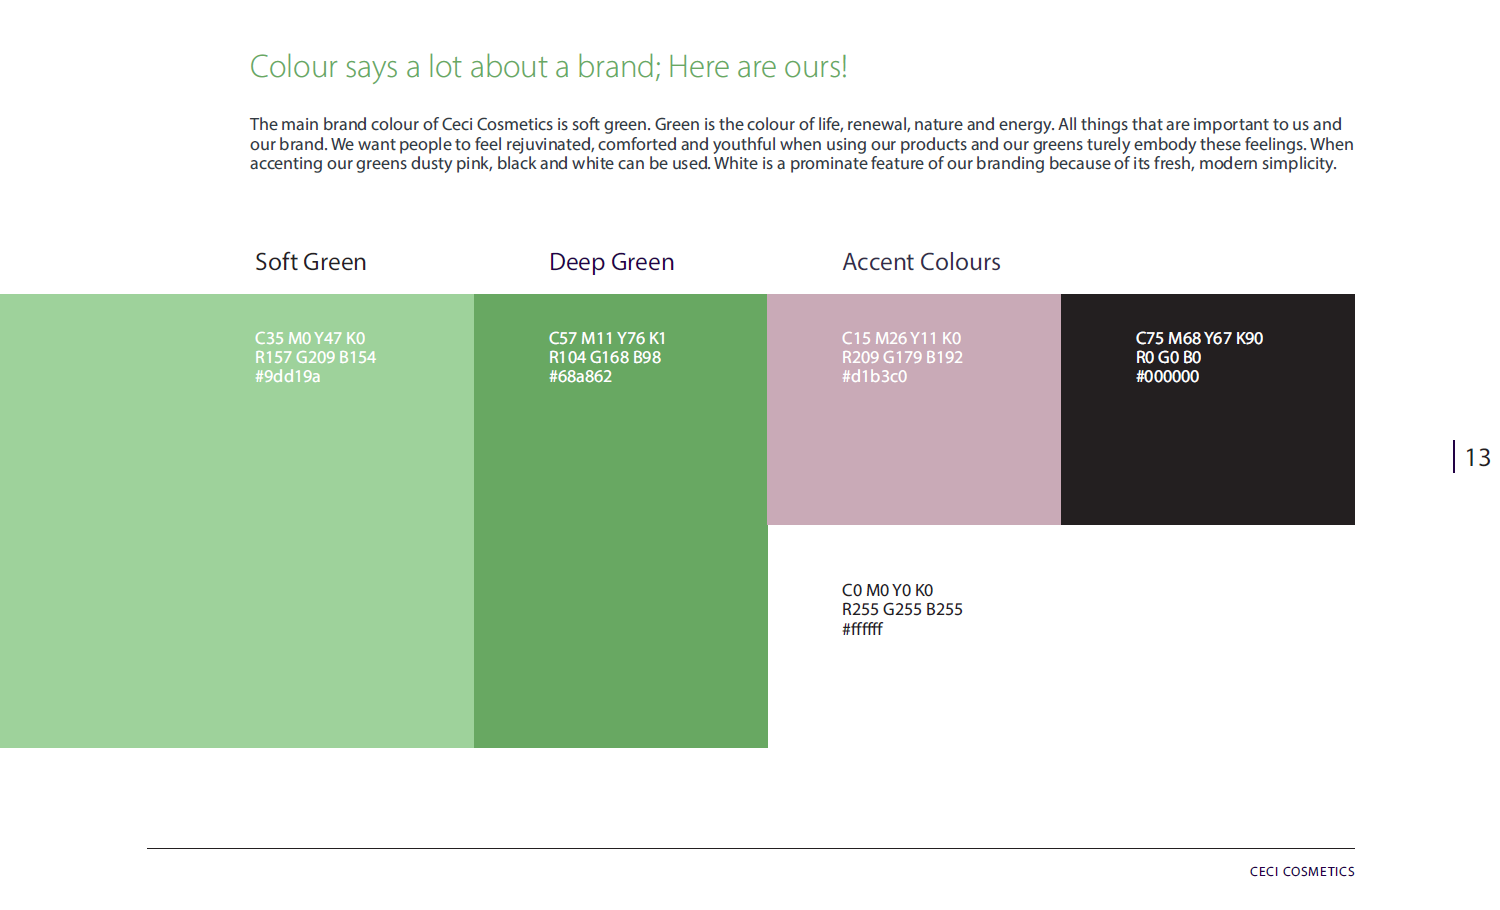 Colour says a lot about a brand; Here are ours!
The main brand colour of Ceci Cosmetics is soft green. Green is the colour of life, renewal, nature and energy. All things that are important to us and
our brand. We want people to feel rejuvinated, comforted and youthful when using our products and our greens turely embody these feelings. When
accenting our greens dusty pink, black and white can be used. White is a prominate feature of our branding because of its fresh, modern simplicity.
Soft Green
Deep Green
Accent Colours
C35 M0 Y47 K0
R157 G209 B154
#9dd19a
C57 M11 Y76 K1
R104 G168 B98
#68a862
C15 M26 Y11 K0
R209 G179 B192
#d1b3c0
C75 M68 Y67 K90
R0 G0 B0
#000000
C0 M0 Y0 K0
R255 G255 B255
#ffffff
13
CECI COSMETICS